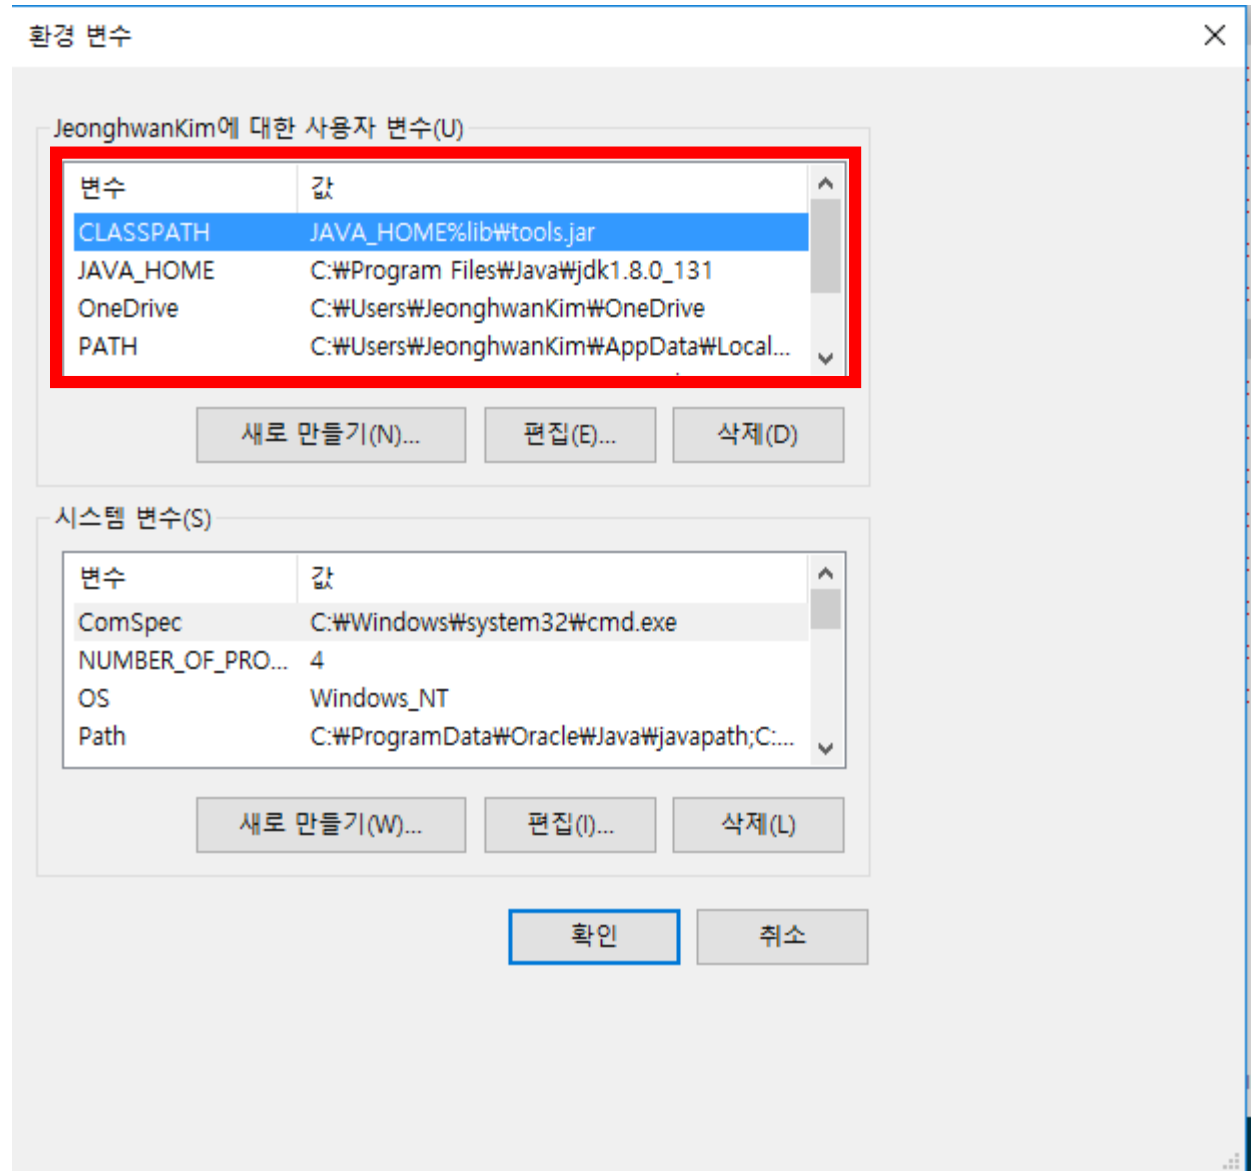 환경 변수
JeonghwanKim에 대한 사용자 변수(U)
변수 값
CLASSPATH JAVA_HOME%lib₩tools.jar
JAVA_HOME C:₩Program Files₩Java₩jdk1.8.0_131
OneDrive C:₩Users₩JeonghwanKim₩OneDrive
PATH C:₩Users₩JeonghwanKim₩AppData₩Local...
새로 만들기(N)... 편집(E)... 삭제(D)
시스템 변수(S)
변수 값
ComSpec C:₩Windows₩system32₩cmd.exe
NUMBER_OF_PRO... 4
OS Windows_NT
Path C:₩ProgramData₩Oracle₩Java₩javapath;C:...
새로 만들기(W)... 편집(I)... 삭제(L)
확인 취소